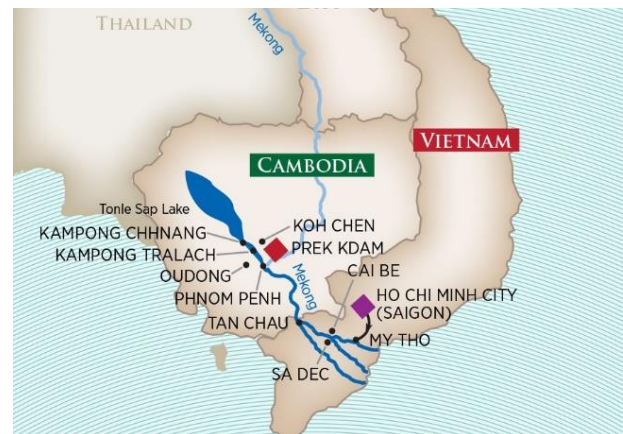 THAILAND
Mekong
VIETNAM
CAMBODIA
Tonle Sap Lake
KOH CHEN
KAMPONG CHHNANG
PREK KDAM
KAMPONG TRALACH
CAI BE
OUDONG
Mekong
PHNOM PENH
HO CHI MINH CITY
(SAIGON)
TAN CHAU
MY THO
SA DEC